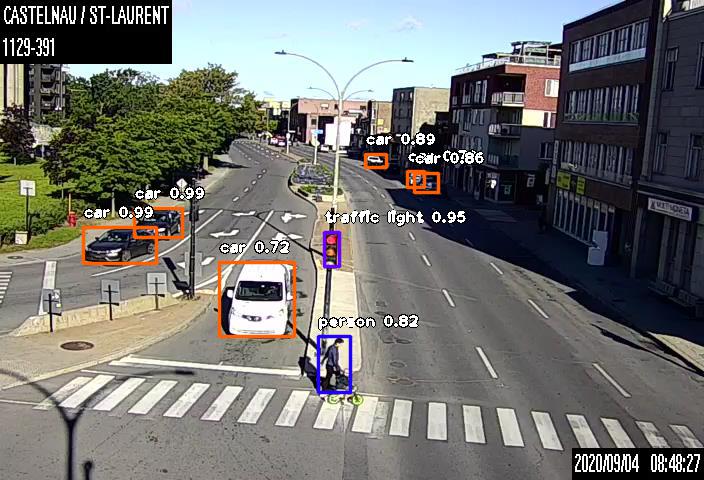 CASTELNAU / ST-LAURENT
1129-391
car 0.89
car 0.86
car 0.99
car 0.99
traffic light 0.95
car 0.72
person 0.82
2020/09/04 08:48:27